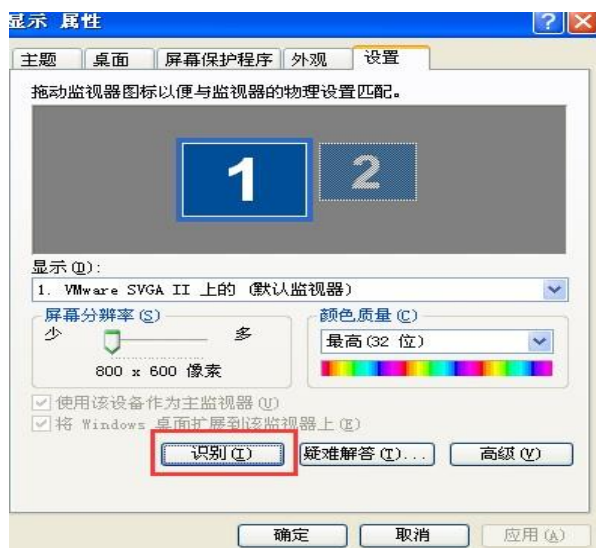 显示 属性
主题 桌面 屏幕保护程序 外观 设置
拖动监视器图标以便与监视器的物理设置匹配。
1 2
显示(D):
1. VMware SVGA II 上的 (默认监视器)
屏幕分辨率(S) 颜色质量(C)
少 多 最高(32 位)
800 x 600 像素
使用该设备作为主监视器(U)
将 Windows 桌面扩展到该监视器上(E)
识别(I) 疑难解答(T)... 高级(V)
确定 取消 应用(A)